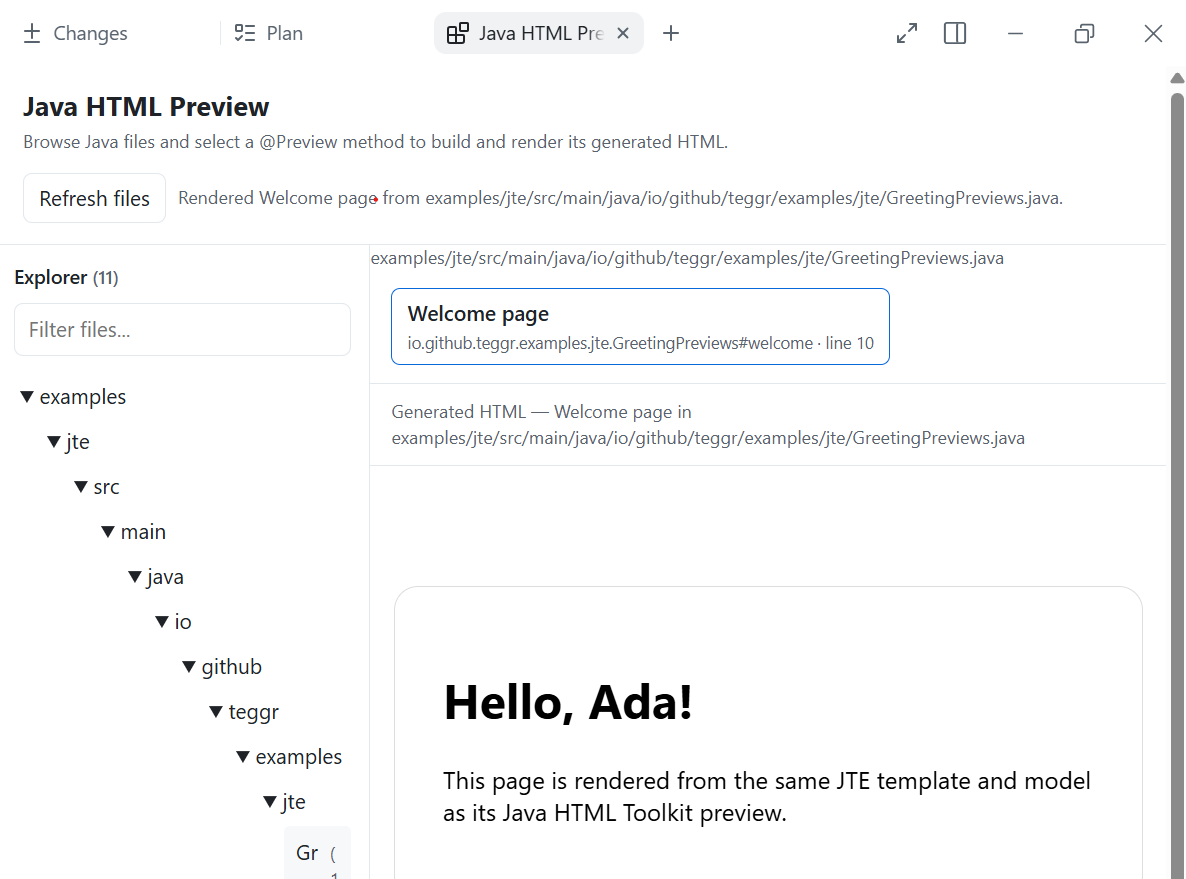 Changes
Plan
Java HTML Pre
Java HTML Preview
Browse Java files and select a @Preview method to build and render its generated HTML.
Refresh files
Rendered Welcome page from examples/jte/src/main/java/io/github/teggr/examples/jte/GreetingPreviews.java.
Explorer (11)
Filter files...
examples
jte
src
main
java
io
github
teggr
examples
jte
Gr (
1
examples/jte/src/main/java/io/github/teggr/examples/jte/GreetingPreviews.java
Welcome page
io.github.teggr.examples.jte.GreetingPreviews#welcome · line 10
Generated HTML — Welcome page in
examples/jte/src/main/java/io/github/teggr/examples/jte/GreetingPreviews.java
Hello, Ada!
This page is rendered from the same JTE template and model
as its Java HTML Toolkit preview.